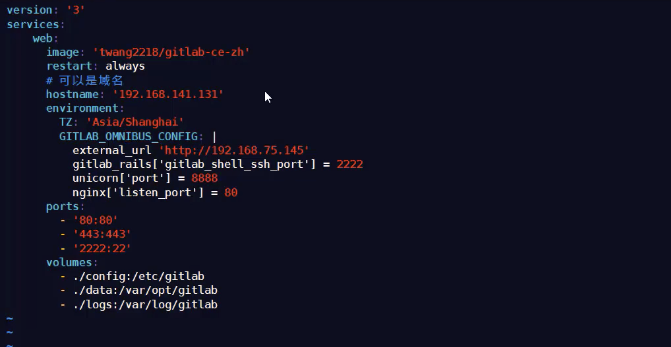 version: '3'
services:
    web:
      image: 'twang2218/gitlab-ce-zh'
      restart: always
      # 可以是域名
      hostname: '192.168.141.131'
      environment:
        TZ: 'Asia/Shanghai'
        GITLAB_OMNIBUS_CONFIG: |
          external_url 'http://192.168.75.145'
          gitlab_rails['gitlab_shell_ssh_port'] = 2222
          unicorn['port'] = 8888
          nginx['listen_port'] = 80
      ports:
        - '80:80'
        - '443:443'
        - '2222:22'
      volumes:
        - ./config:/etc/gitlab
        - ./data:/var/opt/gitlab
        - ./logs:/var/log/gitlab
~
~
~